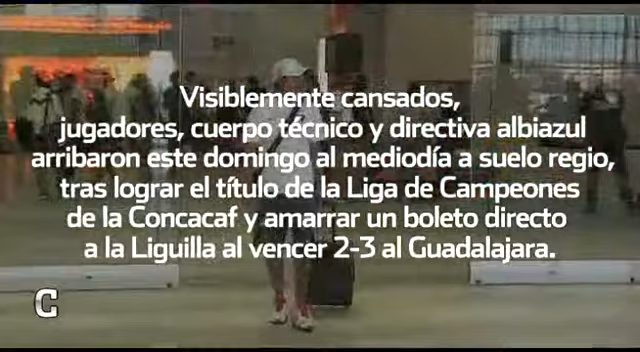 Visiblemente cansados,
jugadores, cuerpo técnico y directiva albiazul
arribaron este domingo al mediodía a suelo regio,
tras lograr el título de la Liga de Campeones
de la Concacaf y amarrar un boleto directo
a la Liguilla al vencer 2-3 al Guadalajara.
C